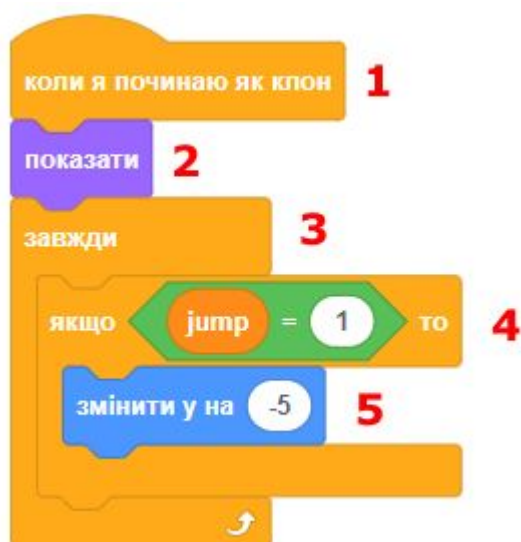 коли я починаю як клон 1
показати 2
завжди 3
якщо jump = 1 то 4
змінити y на -5 5